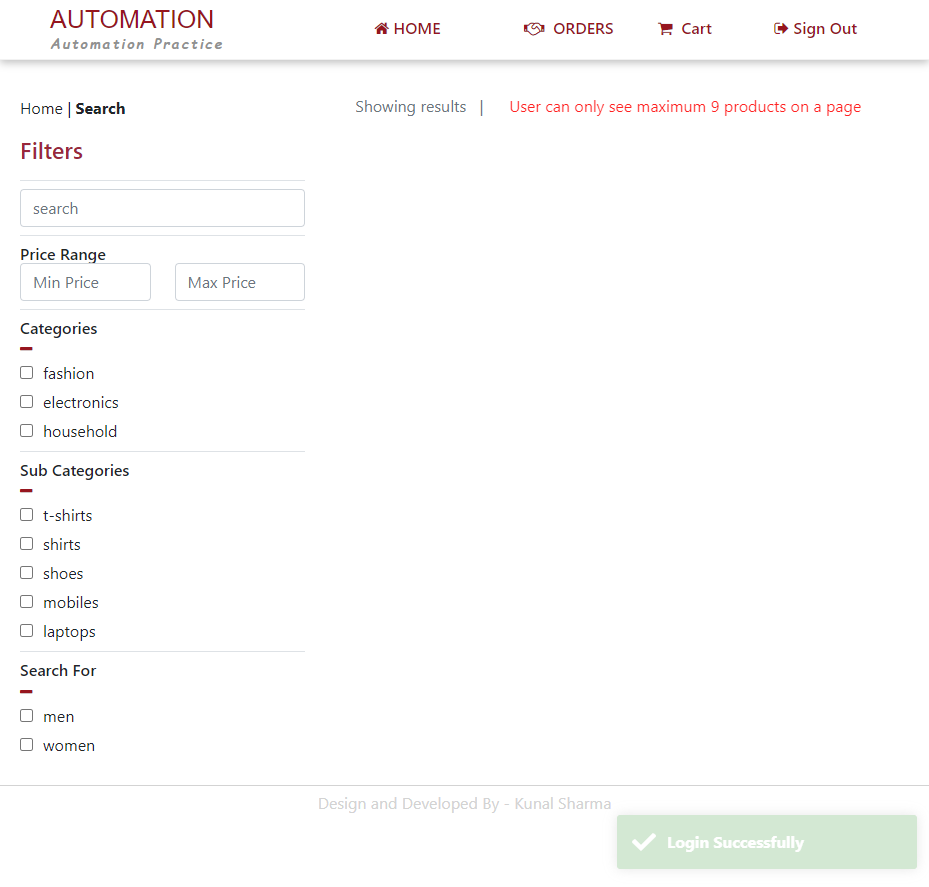 AUTOMATION
Automation Practice
HOME
ORDERS
Cart
Sign Out
Home | Search
Showing results |
User can only see maximum 9 products on a page
Filters
search
Price Range
Min Price
Max Price
Categories
fashion
electronics
household
Sub Categories
t-shirts
shirts
shoes
mobiles
laptops
Search For
men
women
Design and Developed By - Kunal Sharma
Login Successfully